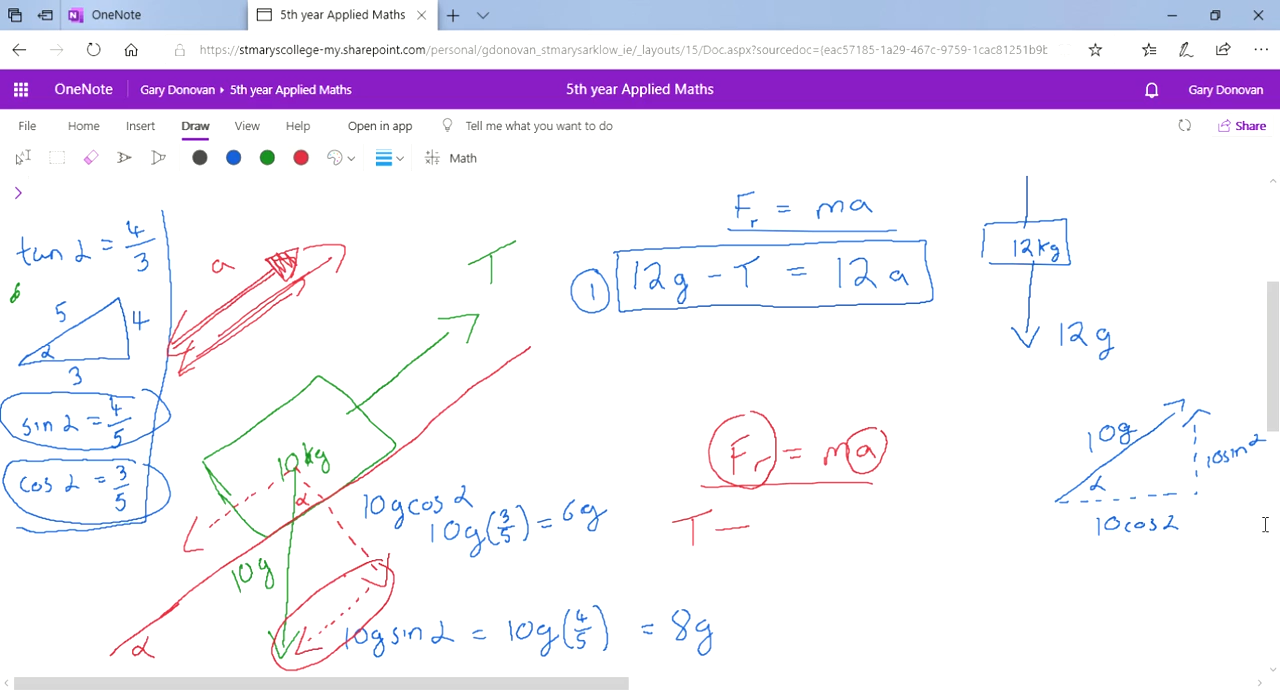 OneNote
5th year Applied Maths
https://stmaryscollege-my.sharepoint.com/personal/gdonovan_stmarysarklow_ie/_layouts/15/Doc.aspx?sourcedoc={eac57185-1a29-467c-9759-1cac81251b9b
OneNote
Gary Donovan › 5th year Applied Maths
5th year Applied Maths
Gary Donovan
File Home Insert Draw View Help Open in app Tell me what you want to do
Share
Math
tan α = 4/3
5
4
α
3
sin α = 4/5
cos α = 3/5
a
T
10kg
α
10g
α
10g cos α
10g(3/5) = 6g
10g sin α = 10g(4/5) = 8g
Fr = ma
① 12g - T = 12a
Fr = ma
T -
12kg
12g
10g
α
10 sin α
10 cos α